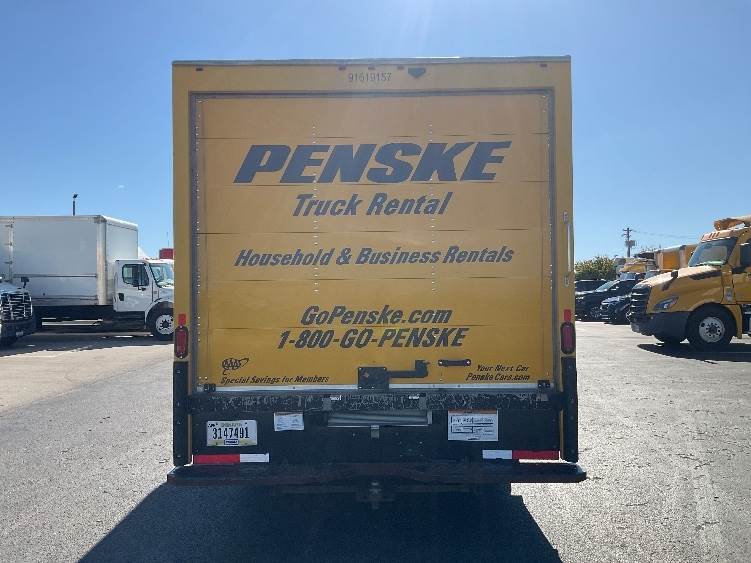 91619157
PENSKE
Truck Rental
Household & Business Rentals
GoPenske.com
1-800-GO-PENSKE
AAA
Special Savings for Members
Your Next Car
PenskeCars.com
3147491